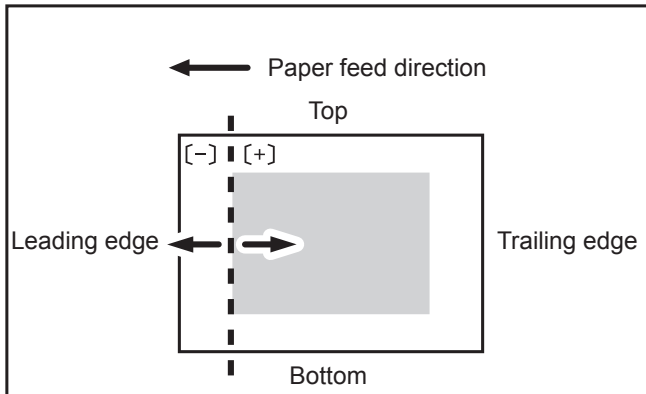 Paper feed direction
Top
[-] [+]
Leading edge
Trailing edge
Bottom